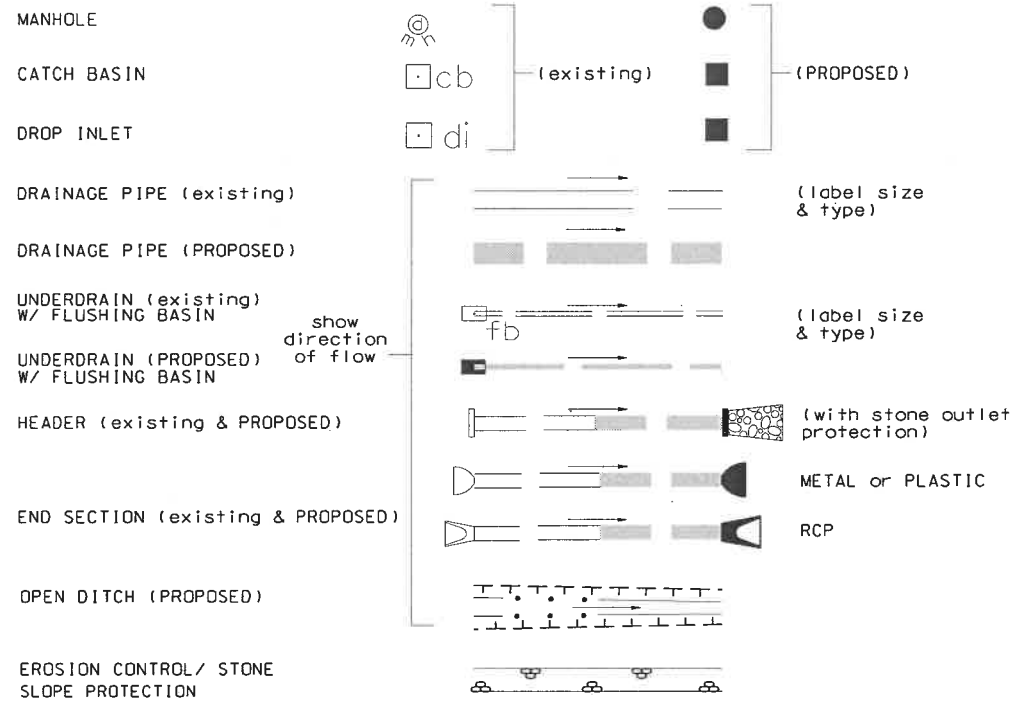 MANHOLE
d
m h
CATCH BASIN
cb
(existing)
(PROPOSED)
DROP INLET
di
DRAINAGE PIPE (existing)
(label size
& type)
DRAINAGE PIPE (PROPOSED)
UNDERDRAIN (existing)
W/ FLUSHING BASIN
fb
(label size
& type)
show
direction
of flow
UNDERDRAIN (PROPOSED)
W/ FLUSHING BASIN
HEADER (existing & PROPOSED)
(with stone outlet
protection)
METAL or PLASTIC
END SECTION (existing & PROPOSED)
RCP
OPEN DITCH (PROPOSED)
EROSION CONTROL/ STONE
SLOPE PROTECTION